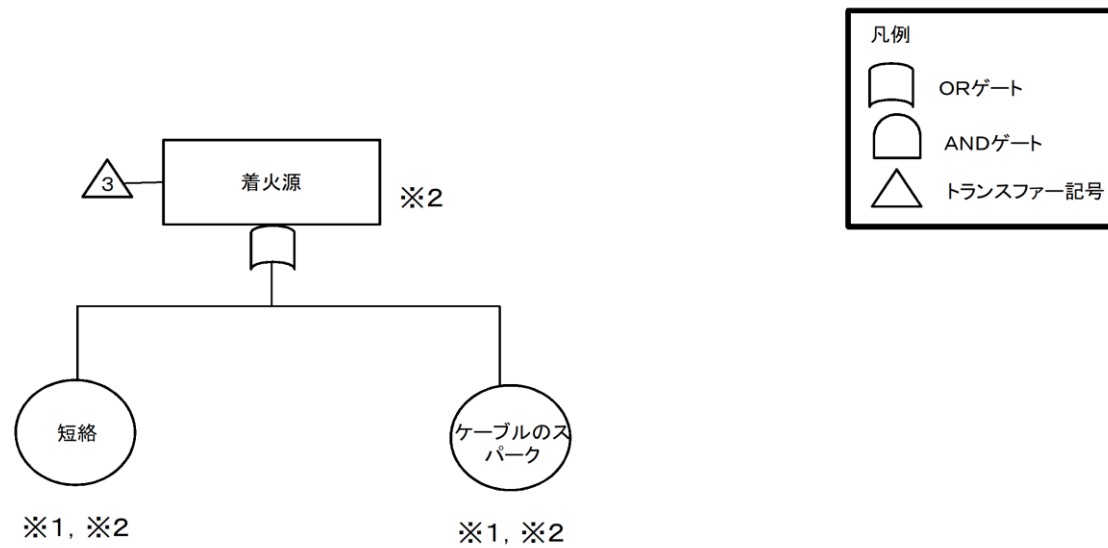 凡例
ORゲート
ANDゲート
トランスファー記号
3
着火源
※2
短絡
ケーブルのス
パーク
※1, ※2
※1, ※2